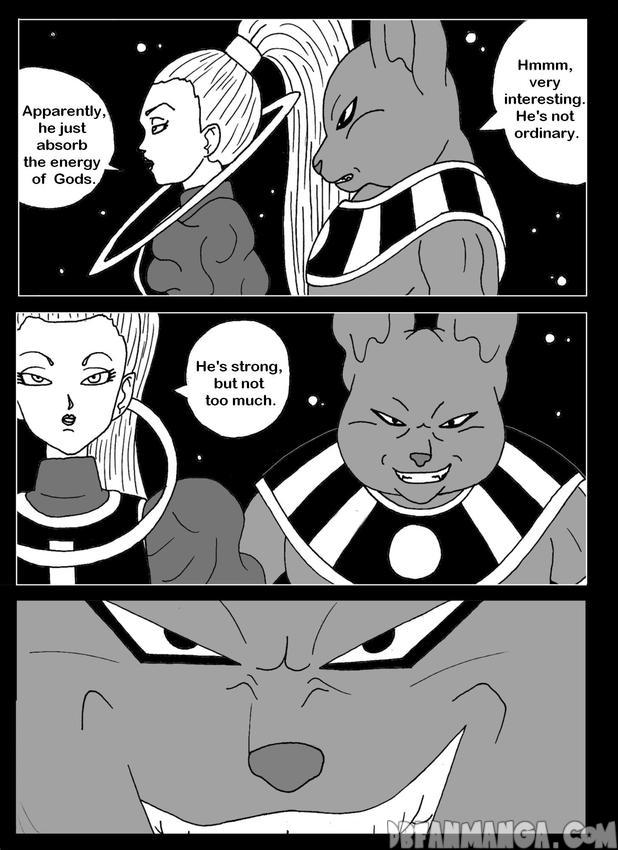 Apparently,
he just
absorb
the energy
of Gods.
Hmmm,
very
interesting.
He's not
ordinary.
He's strong,
but not
too much.
DBFANMANGA.COM